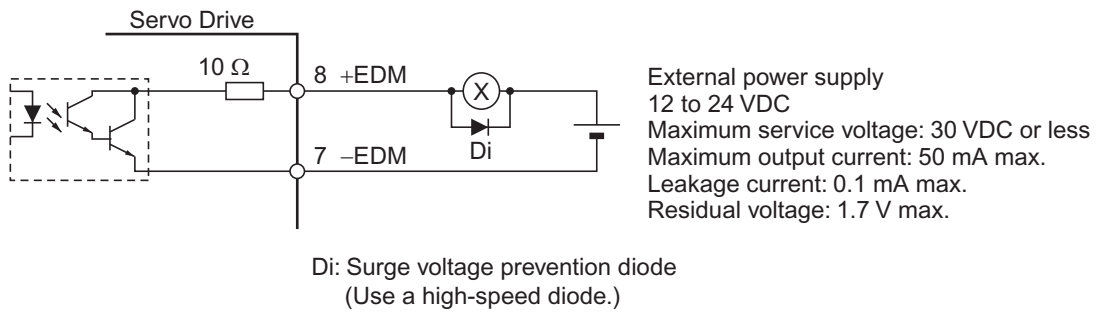 Servo Drive
10 Ω
8 +EDM
X
Di
7 −EDM
External power supply
12 to 24 VDC
Maximum service voltage: 30 VDC or less
Maximum output current: 50 mA max.
Leakage current: 0.1 mA max.
Residual voltage: 1.7 V max.
Di: Surge voltage prevention diode
(Use a high-speed diode.)